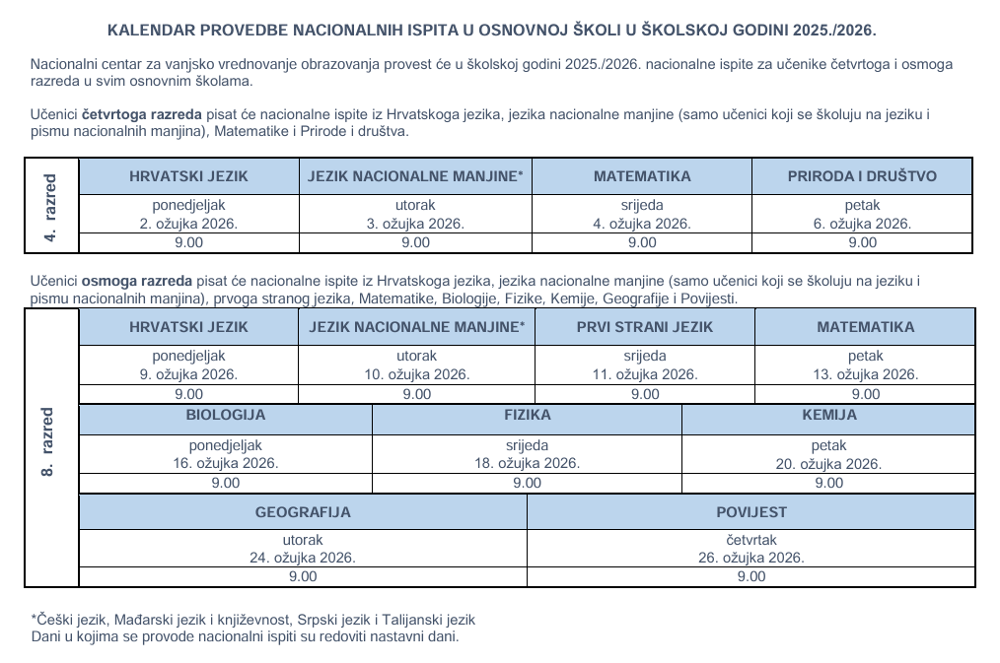 KALENDAR PROVEDBE NACIONALNIH ISPITA U OSNOVNOJ ŠKOLI U ŠKOLSKOJ GODINI 2025./2026.
Nacionalni centar za vanjsko vrednovanje obrazovanja provest će u školskoj godini 2025./2026. nacionalne ispite za učenike četvrtoga i osmoga
razreda u svim osnovnim školama.
Učenici četvrtoga razreda pisat će nacionalne ispite iz Hrvatskoga jezika, jezika nacionalne manjine (samo učenici koji se školuju na jeziku i
pismu nacionalnih manjina), Matematike i Prirode i društva.
4. razred
HRVATSKI JEZIK JEZIK NACIONALNE MANJINE* MATEMATIKA PRIRODA I DRUŠTVO
ponedjeljak utorak srijeda petak
2. ožujka 2026. 3. ožujka 2026. 4. ožujka 2026. 6. ožujka 2026.
9.00 9.00 9.00 9.00
Učenici osmoga razreda pisat će nacionalne ispite iz Hrvatskoga jezika, jezika nacionalne manjine (samo učenici koji se školuju na jeziku i
pismu nacionalnih manjina), prvoga stranog jezika, Matematike, Biologije, Fizike, Kemije, Geografije i Povijesti.
8. razred
HRVATSKI JEZIK JEZIK NACIONALNE MANJINE* PRVI STRANI JEZIK MATEMATIKA
ponedjeljak utorak srijeda petak
9. ožujka 2026. 10. ožujka 2026. 11. ožujka 2026. 13. ožujka 2026.
9.00 9.00 9.00 9.00
BIOLOGIJA FIZIKA KEMIJA
ponedjeljak srijeda petak
16. ožujka 2026. 18. ožujka 2026. 20. ožujka 2026.
9.00 9.00 9.00
GEOGRAFIJA POVIJEST
utorak četvrtak
24. ožujka 2026. 26. ožujka 2026.
9.00 9.00
*Češki jezik, Mađarski jezik i književnost, Srpski jezik i Talijanski jezik
Dani u kojima se provode nacionalni ispiti su redoviti nastavni dani.